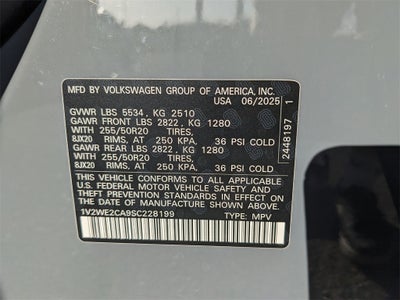 MFD BY VOLKSWAGEN GROUP OF AMERICA, INC.
USA 06/2025
GVWR LBS 5534, KG 2510
GAWR FRONT LBS 2822, KG 1280
WITH 255/50R20 TIRES,
8JX20 RIMS, AT 250 KPA, 36 PSI COLD
GAWR REAR LBS 2822, KG 1280
WITH 255/50R20 TIRES,
8JX20 RIMS, AT 250 KPA, 36 PSI COLD
THIS VEHICLE CONFORMS TO ALL APPLICABLE
U.S. FEDERAL MOTOR VEHICLE SAFETY AND
THEFT PREVENTION STANDARDS IN EFFECT ON
THE DATE OF MANUFACTURE SHOWN ABOVE.
1V2WE2CA9SC228199 TYPE: MPV
2448197 1